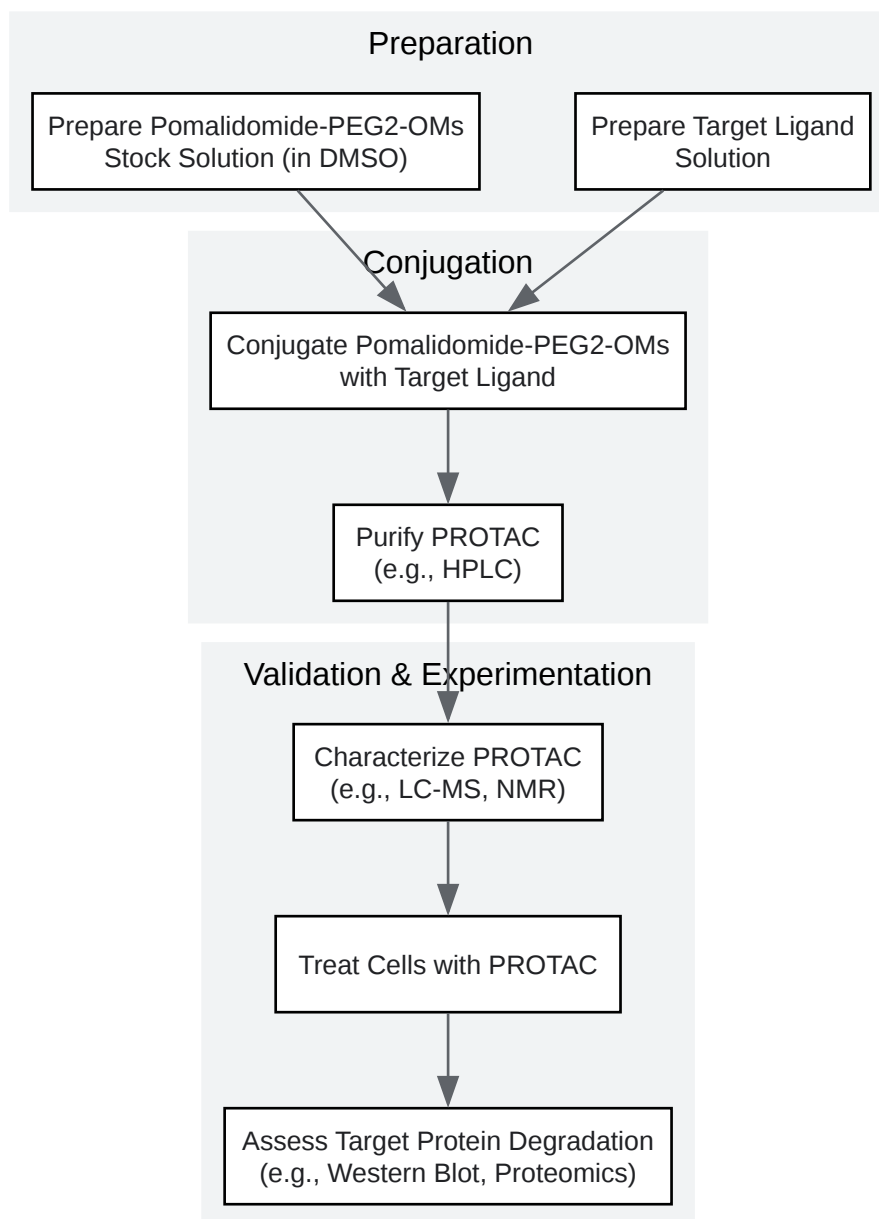 Preparation
Prepare Pomalidomide-PEG2-OMs
Stock Solution (in DMSO)
Prepare Target Ligand
Solution
Conjugation
Conjugate Pomalidomide-PEG2-OMs
with Target Ligand
Purify PROTAC
(e.g., HPLC)
Validation & Experimentation
Characterize PROTAC
(e.g., LC-MS, NMR)
Treat Cells with PROTAC
Assess Target Protein Degradation
(e.g., Western Blot, Proteomics)